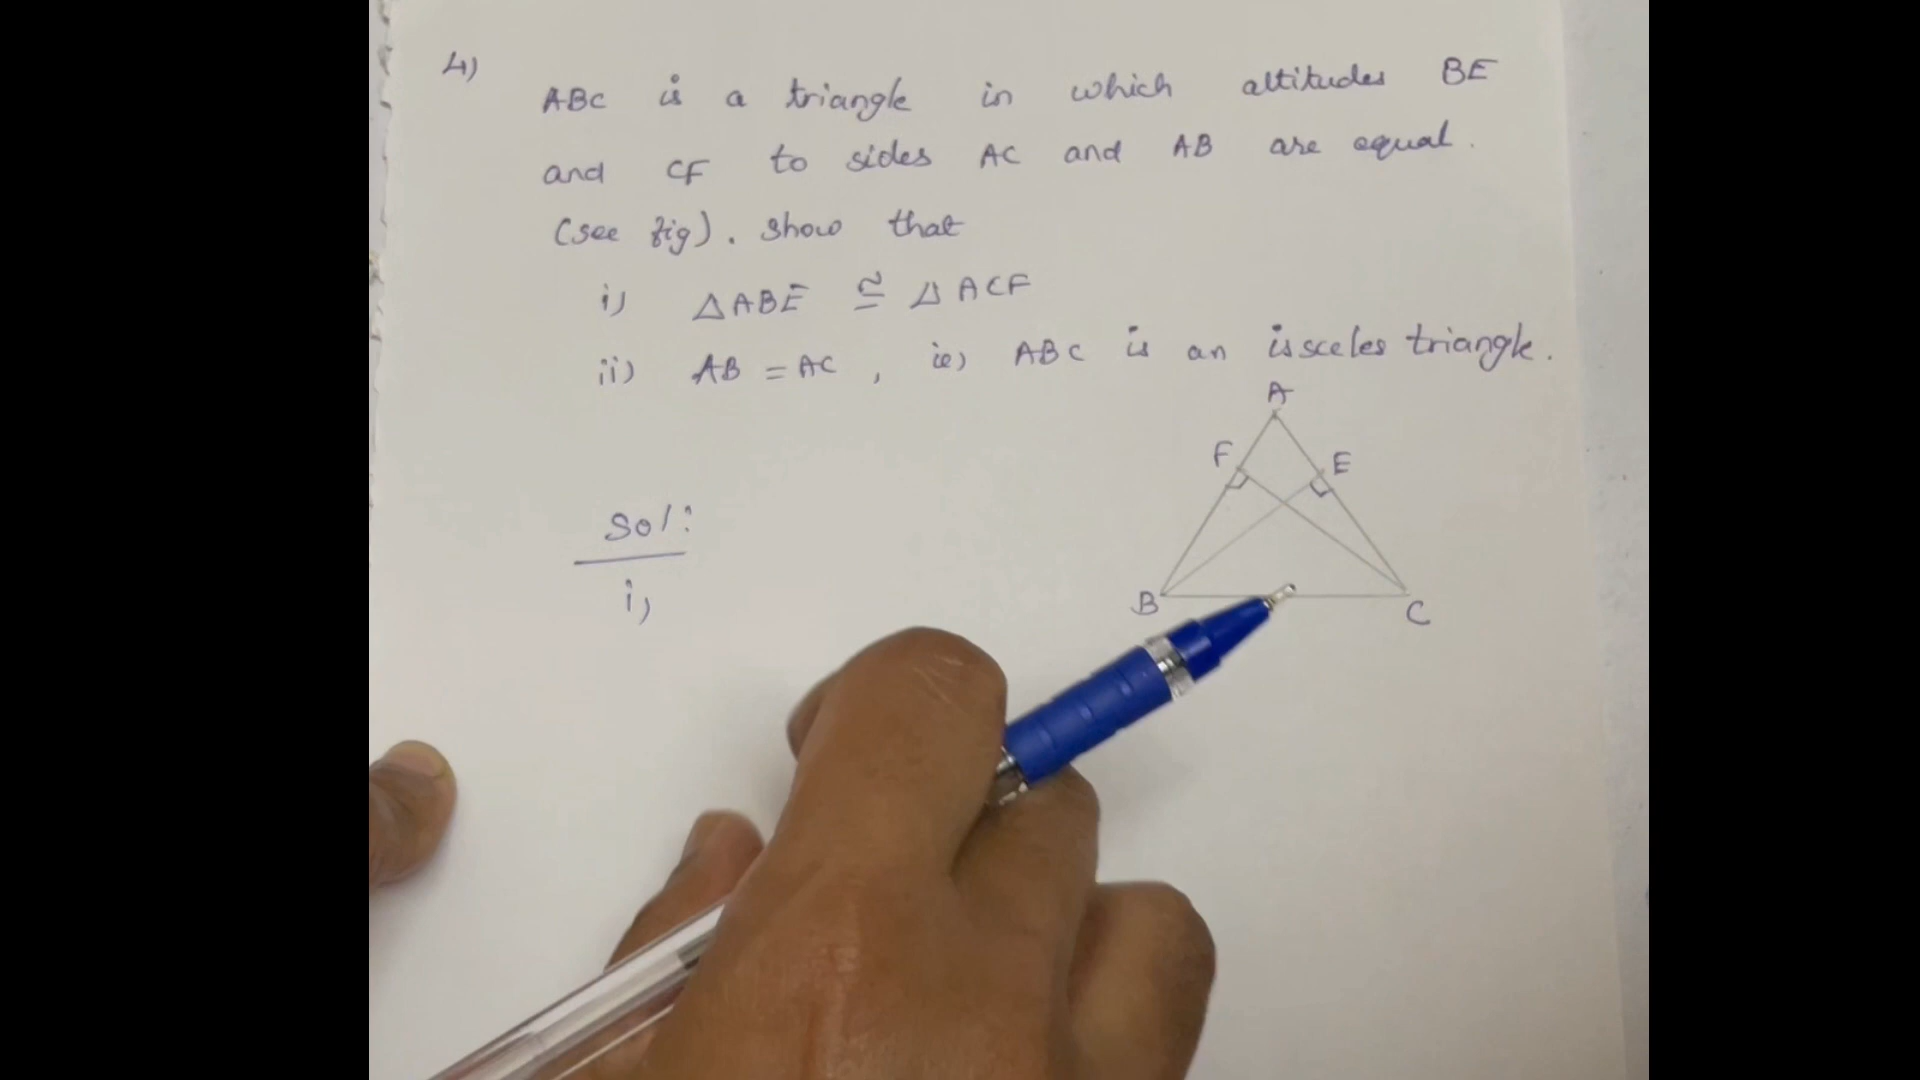 4)
ABC is a triangle in which altitudes BE
and CF to sides AC and AB are equal.
(see fig). show that
i) △ABE ≅ △ACF
ii) AB = AC, ie) ABC is an issceles triangle.
A
F E
B C
Sol:
i,